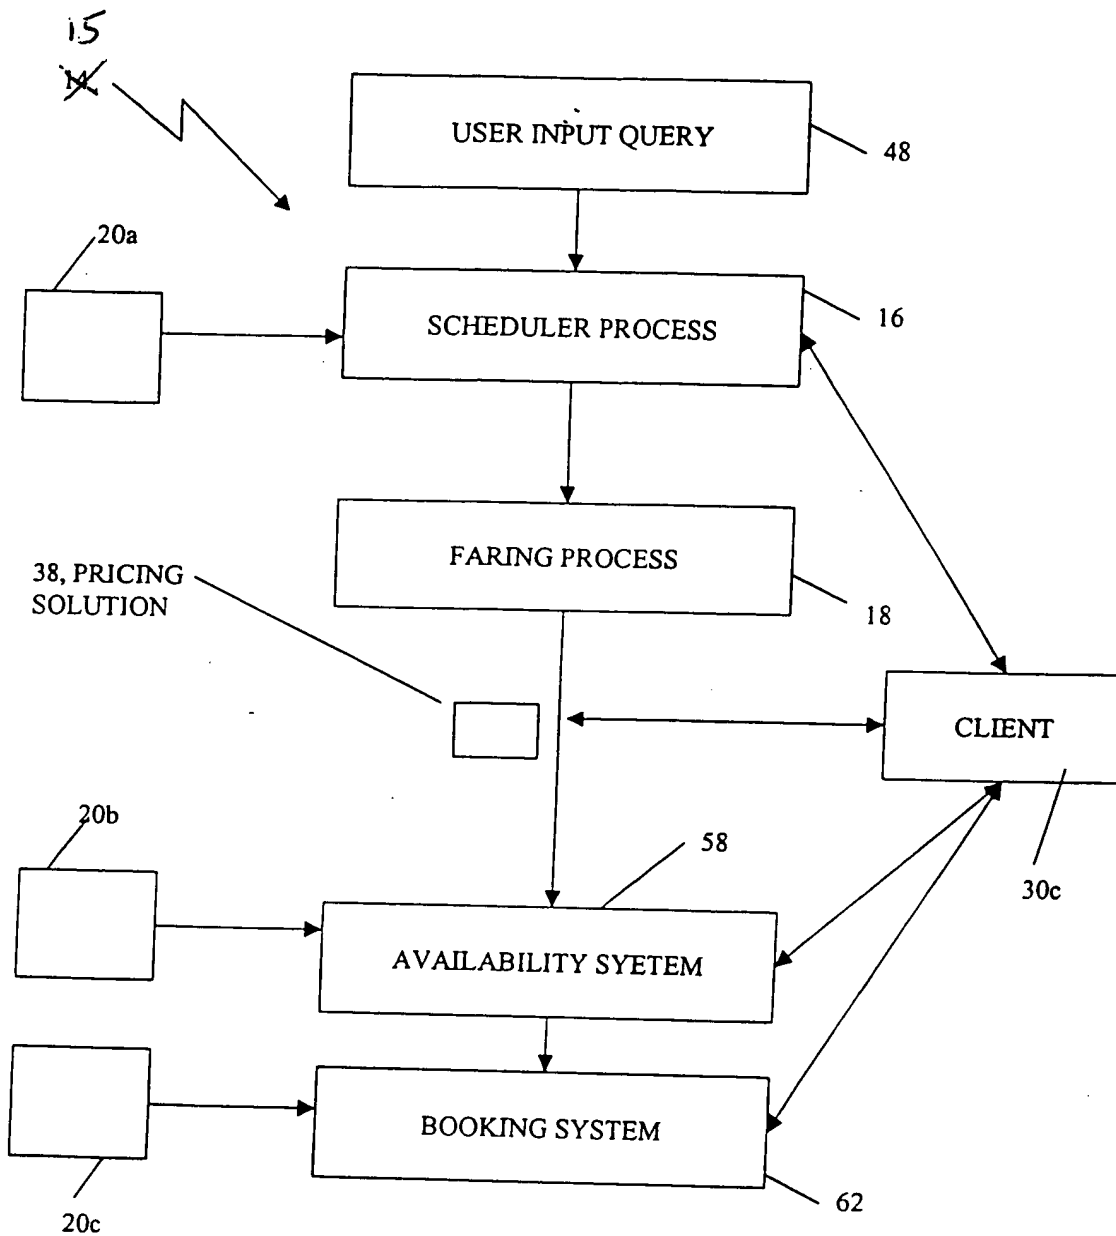 15
14
USER INPUT QUERY
48
20a
SCHEDULER PROCESS
16
FARING PROCESS
18
38, PRICING
SOLUTION
CLIENT
30c
20b
58
AVAILABILITY SYETEM
BOOKING SYSTEM
62
20c